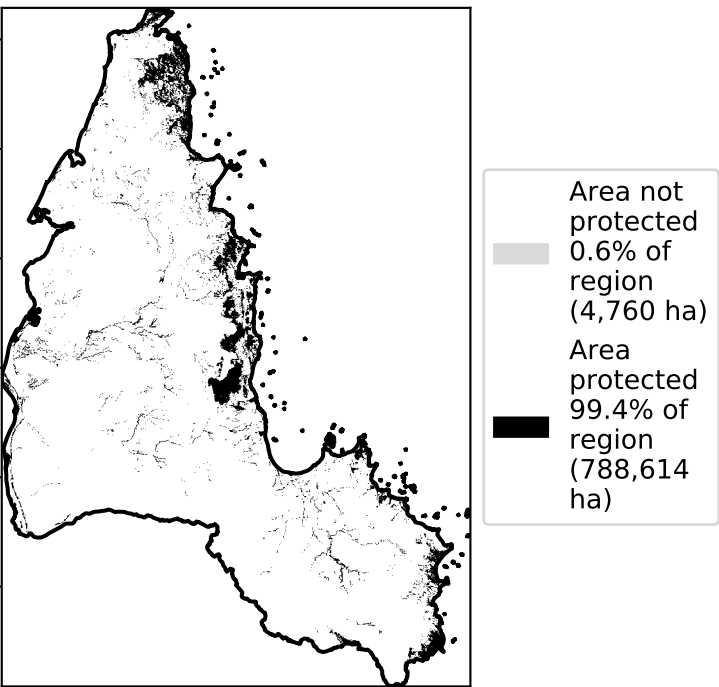 Area not
protected
0.6% of
region
(4,760 ha)
Area
protected
99.4% of
region
(788,614
ha)